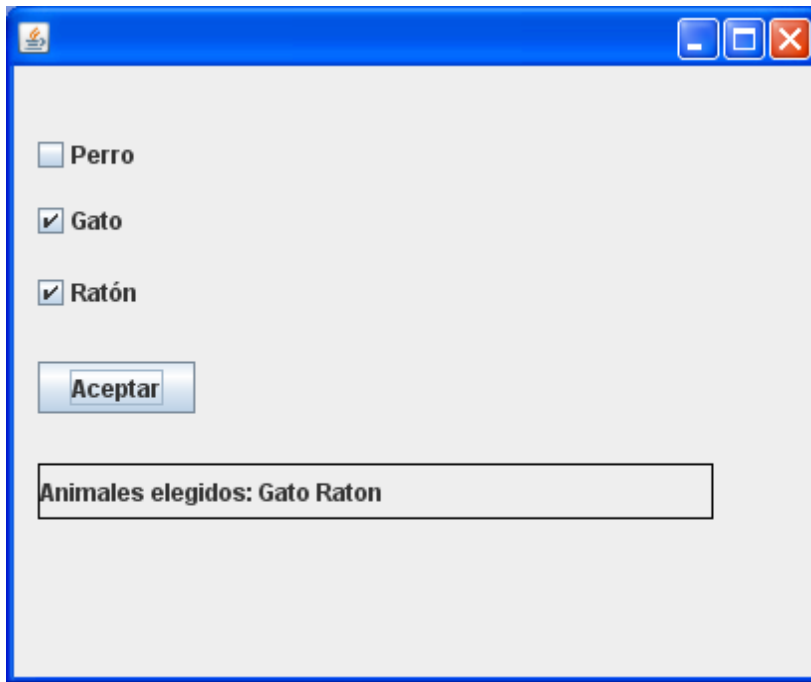 Perro
Gato
Ratón
Aceptar
Animales elegidos: Gato Raton